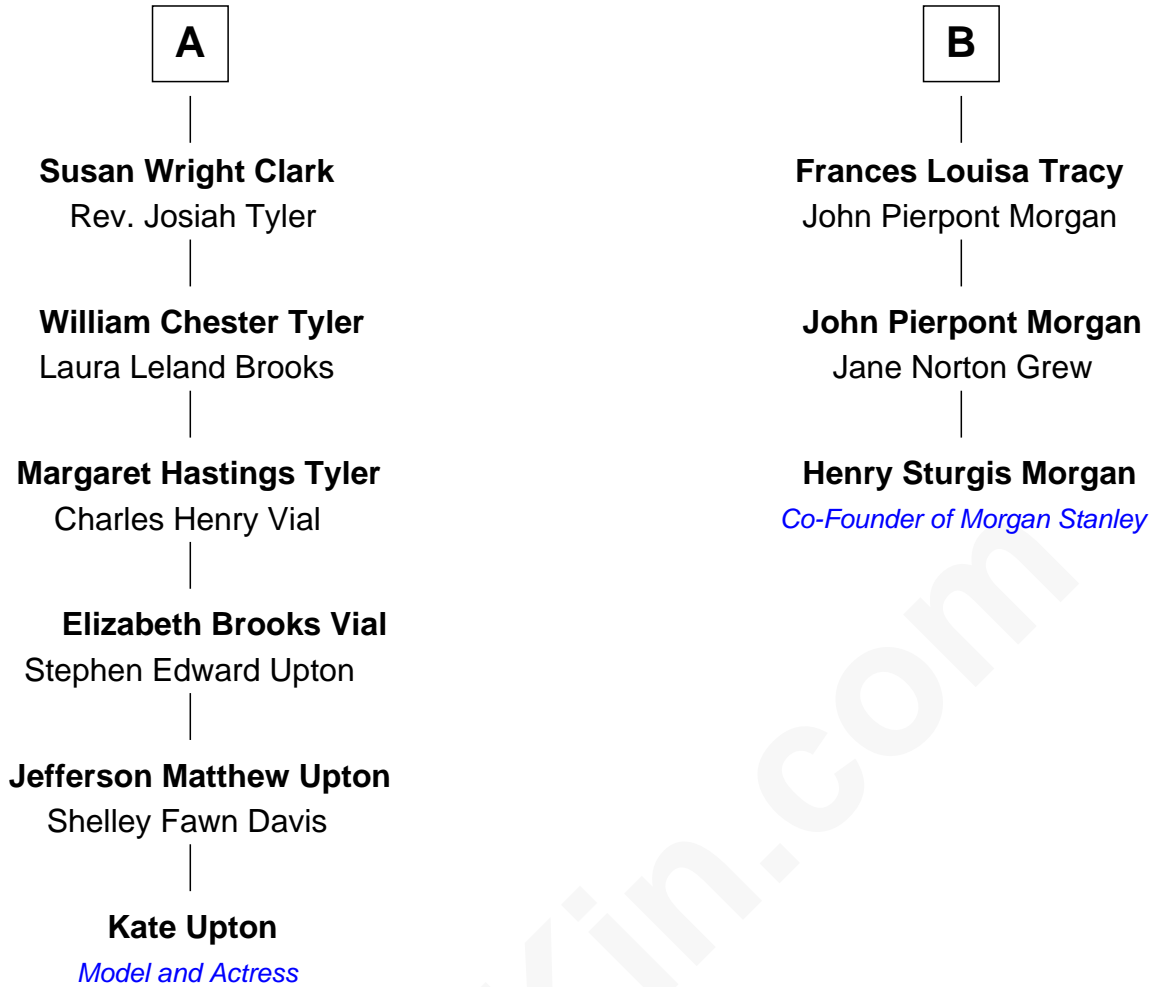 A
Susan Wright Clark
Rev. Josiah Tyler
William Chester Tyler
Laura Leland Brooks
Margaret Hastings Tyler
Charles Henry Vial
Elizabeth Brooks Vial
Stephen Edward Upton
Jefferson Matthew Upton
Shelley Fawn Davis
Kate Upton
Model and Actress
B
Frances Louisa Tracy
John Pierpont Morgan
John Pierpont Morgan
Jane Norton Grew
Henry Sturgis Morgan
Co-Founder of Morgan Stanley
Kin.com